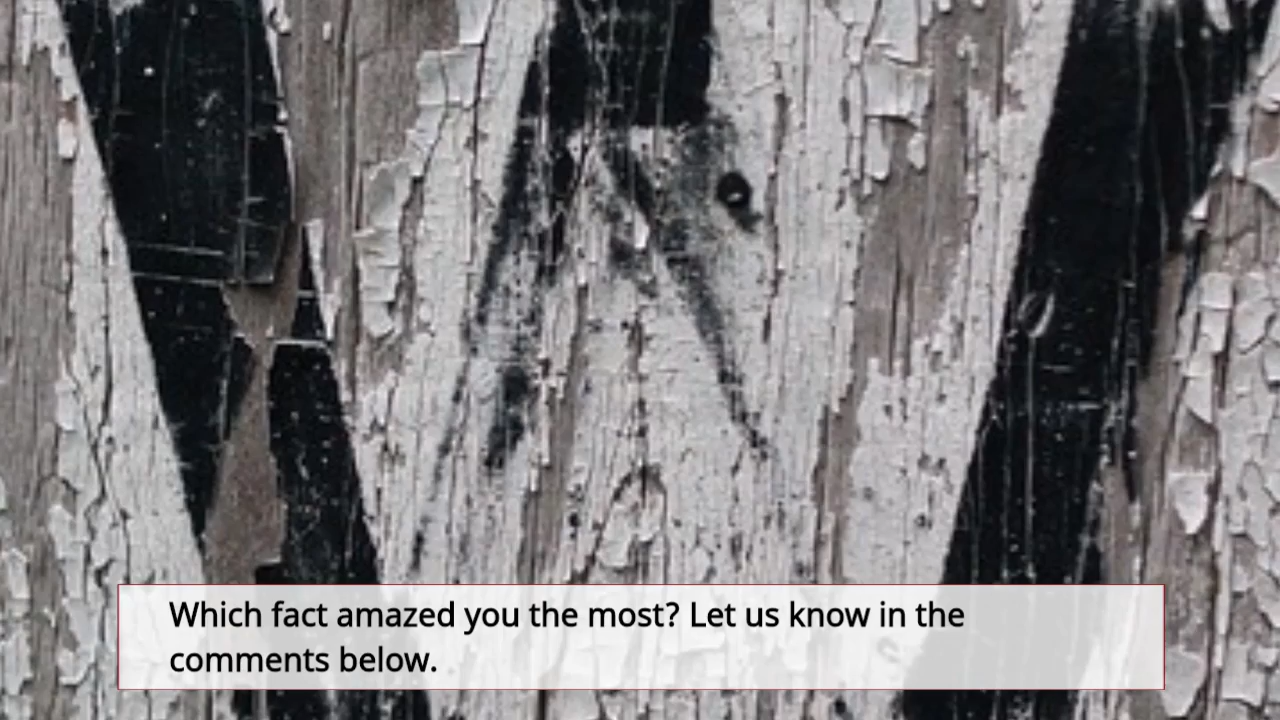 Which fact amazed you the most? Let us know in the
comments below.